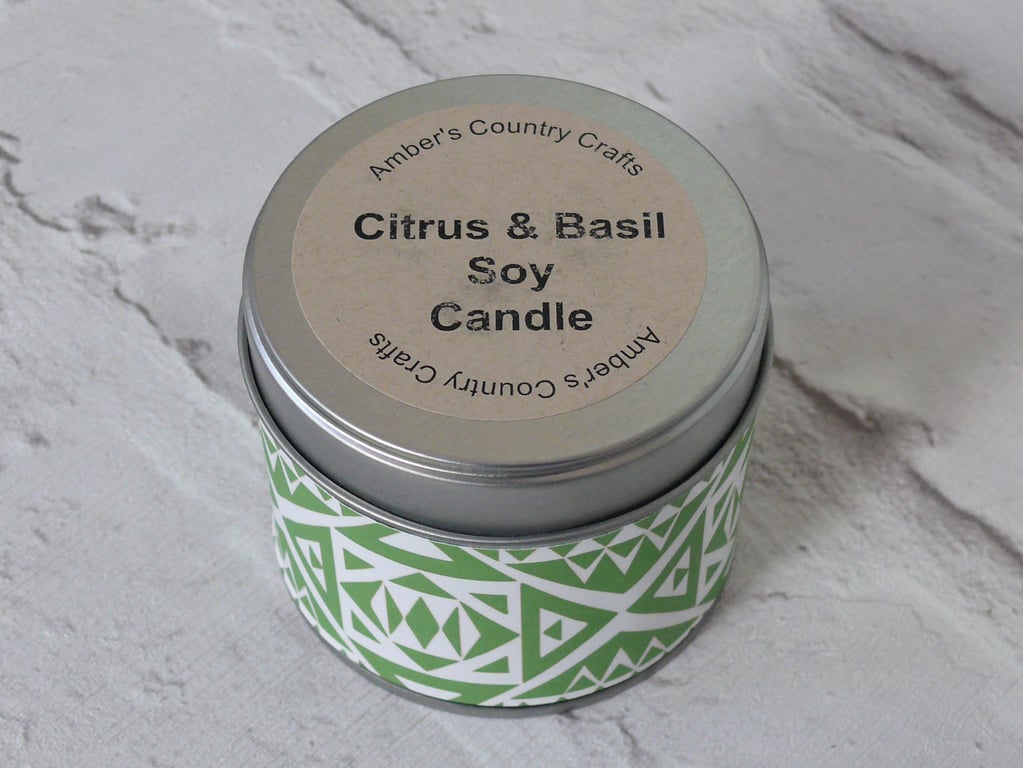 Amber's Country Crafts
Citrus & Basil
Soy
Candle
Amber's Country Crafts